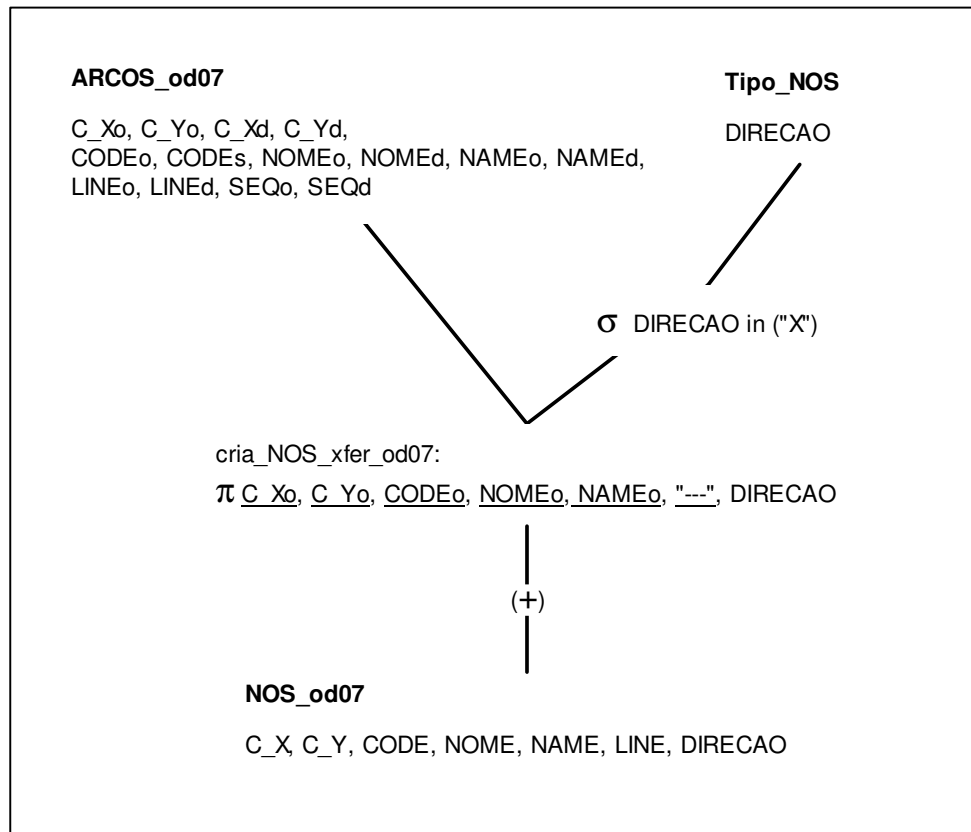 ARCOS_od07
C_Xo, C_Yo, C_Xd, C_Yd,
CODEo, CODEs, NOMEo, NOMEd, NAMEo, NAMEd,
LINEo, LINEd, SEQo, SEQd
Tipo_NOS
DIRECAO
σ DIRECAO in ("X")
cria_NOS_xfer_od07:
π C_Xo, C_Yo, CODEo, NOMEo, NAMEo, "---", DIRECAO
(+)
NOS_od07
C_X, C_Y, CODE, NOME, NAME, LINE, DIRECAO